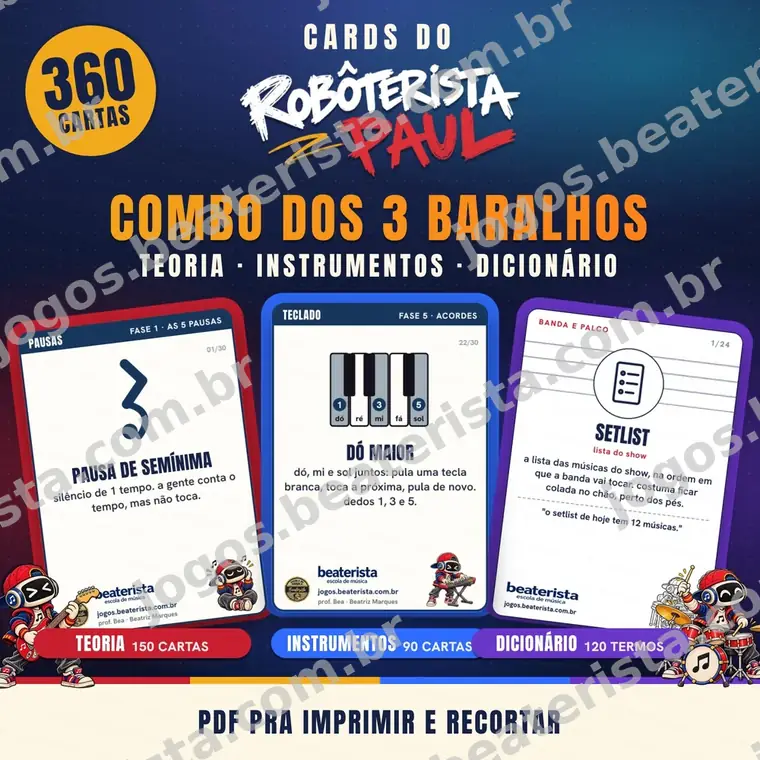 360
CARTAS
CARDS DO
ROBÔTERISTA
PAUL
COMBO DOS 3 BARALHOS
TEORIA · INSTRUMENTOS · DICIONÁRIO
PAUSAS
FASE 1 · AS 5 PAUSAS
01/30
PAUSA DE SEMÍNIMA
silêncio de 1 tempo. a gente conta o
tempo, mas não toca.
beaterista
escola de música
jogos.beaterista.com.br
prof. Bea · Beatriz Marques
TECLADO
FASE 5 · ACORDES
22/30
1
3
5
dó
ré
mi
fá
sol
DÓ MAIOR
dó, mi e sol juntos: pula uma tecla
branca, toca a próxima, pula de novo.
dedos 1, 3 e 5.
beaterista
escola de música
jogos.beaterista.com.br
prof. Bea · Beatriz Marques
BANDA E PALCO
1/24
SETLIST
lista do show
a lista das músicas do show, na ordem em
que a banda vai tocar. costuma ficar
colada no chão, perto dos pés.
"o setlist de hoje tem 12 músicas."
beaterista
escola de música
jogos.beaterista.com.br
TEORIA 150 CARTAS
INSTRUMENTOS 90 CARTAS
DICIONÁRIO 120 TERMOS
PDF PRA IMPRIMIR E RECORTAR
jogos.beaterista.com.br